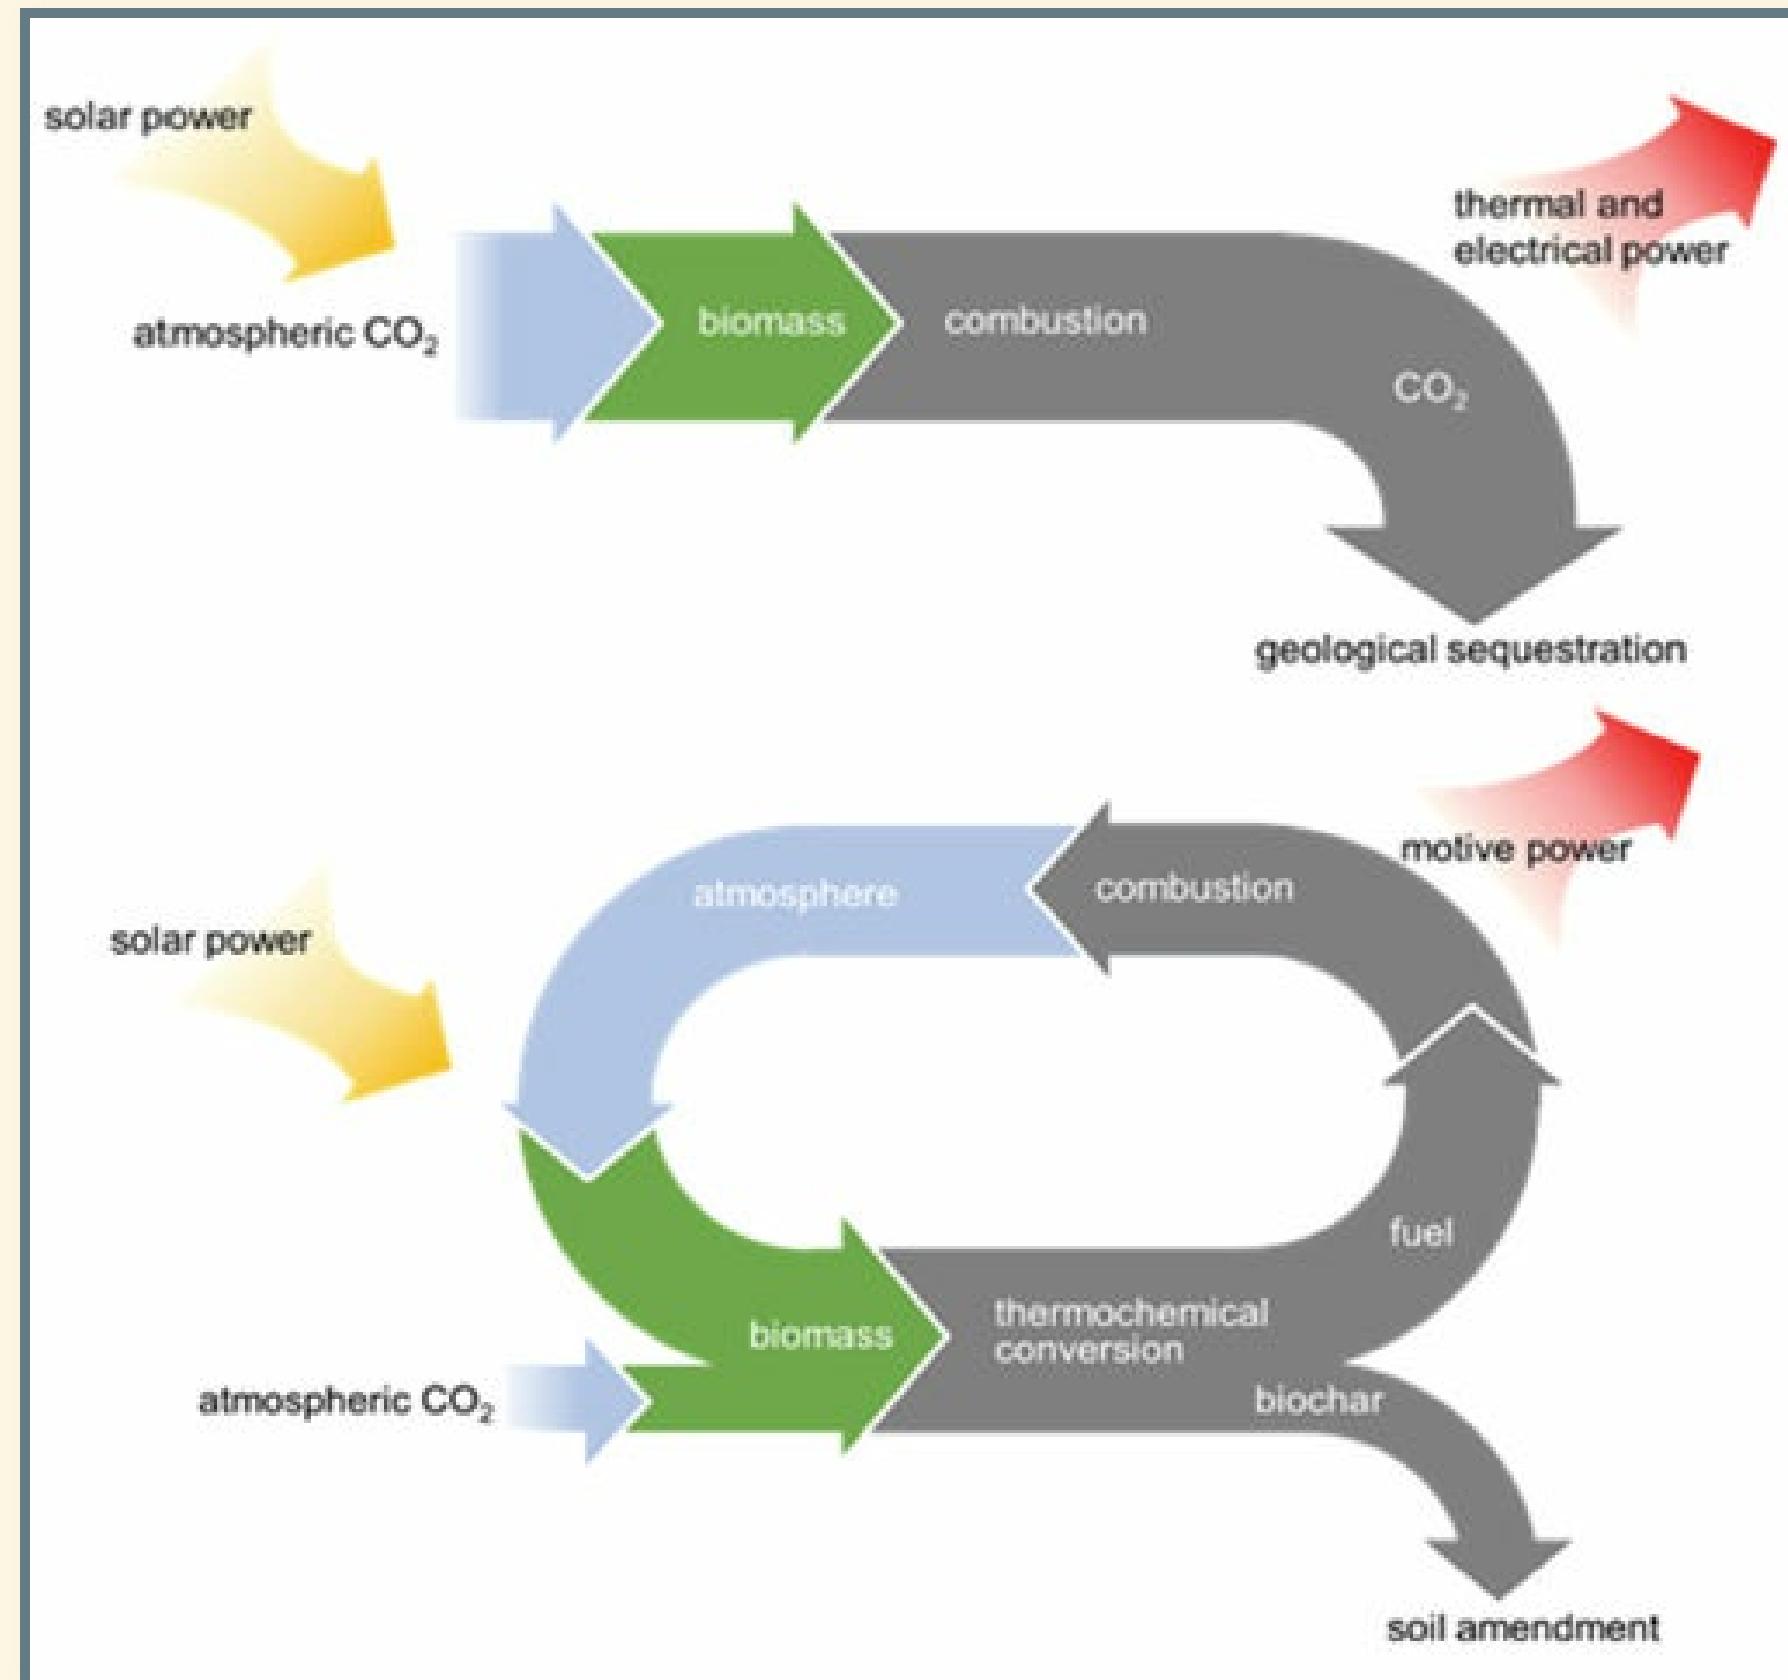 solar power
thermal and
electrical power
atmospheric CO₂
biomass
combustion
CO₂
geological sequestration
motive power
atmosphere
combustion
solar power
fuel
thermochemical
conversion
biomass
atmospheric CO₂
biochar
soil amendment